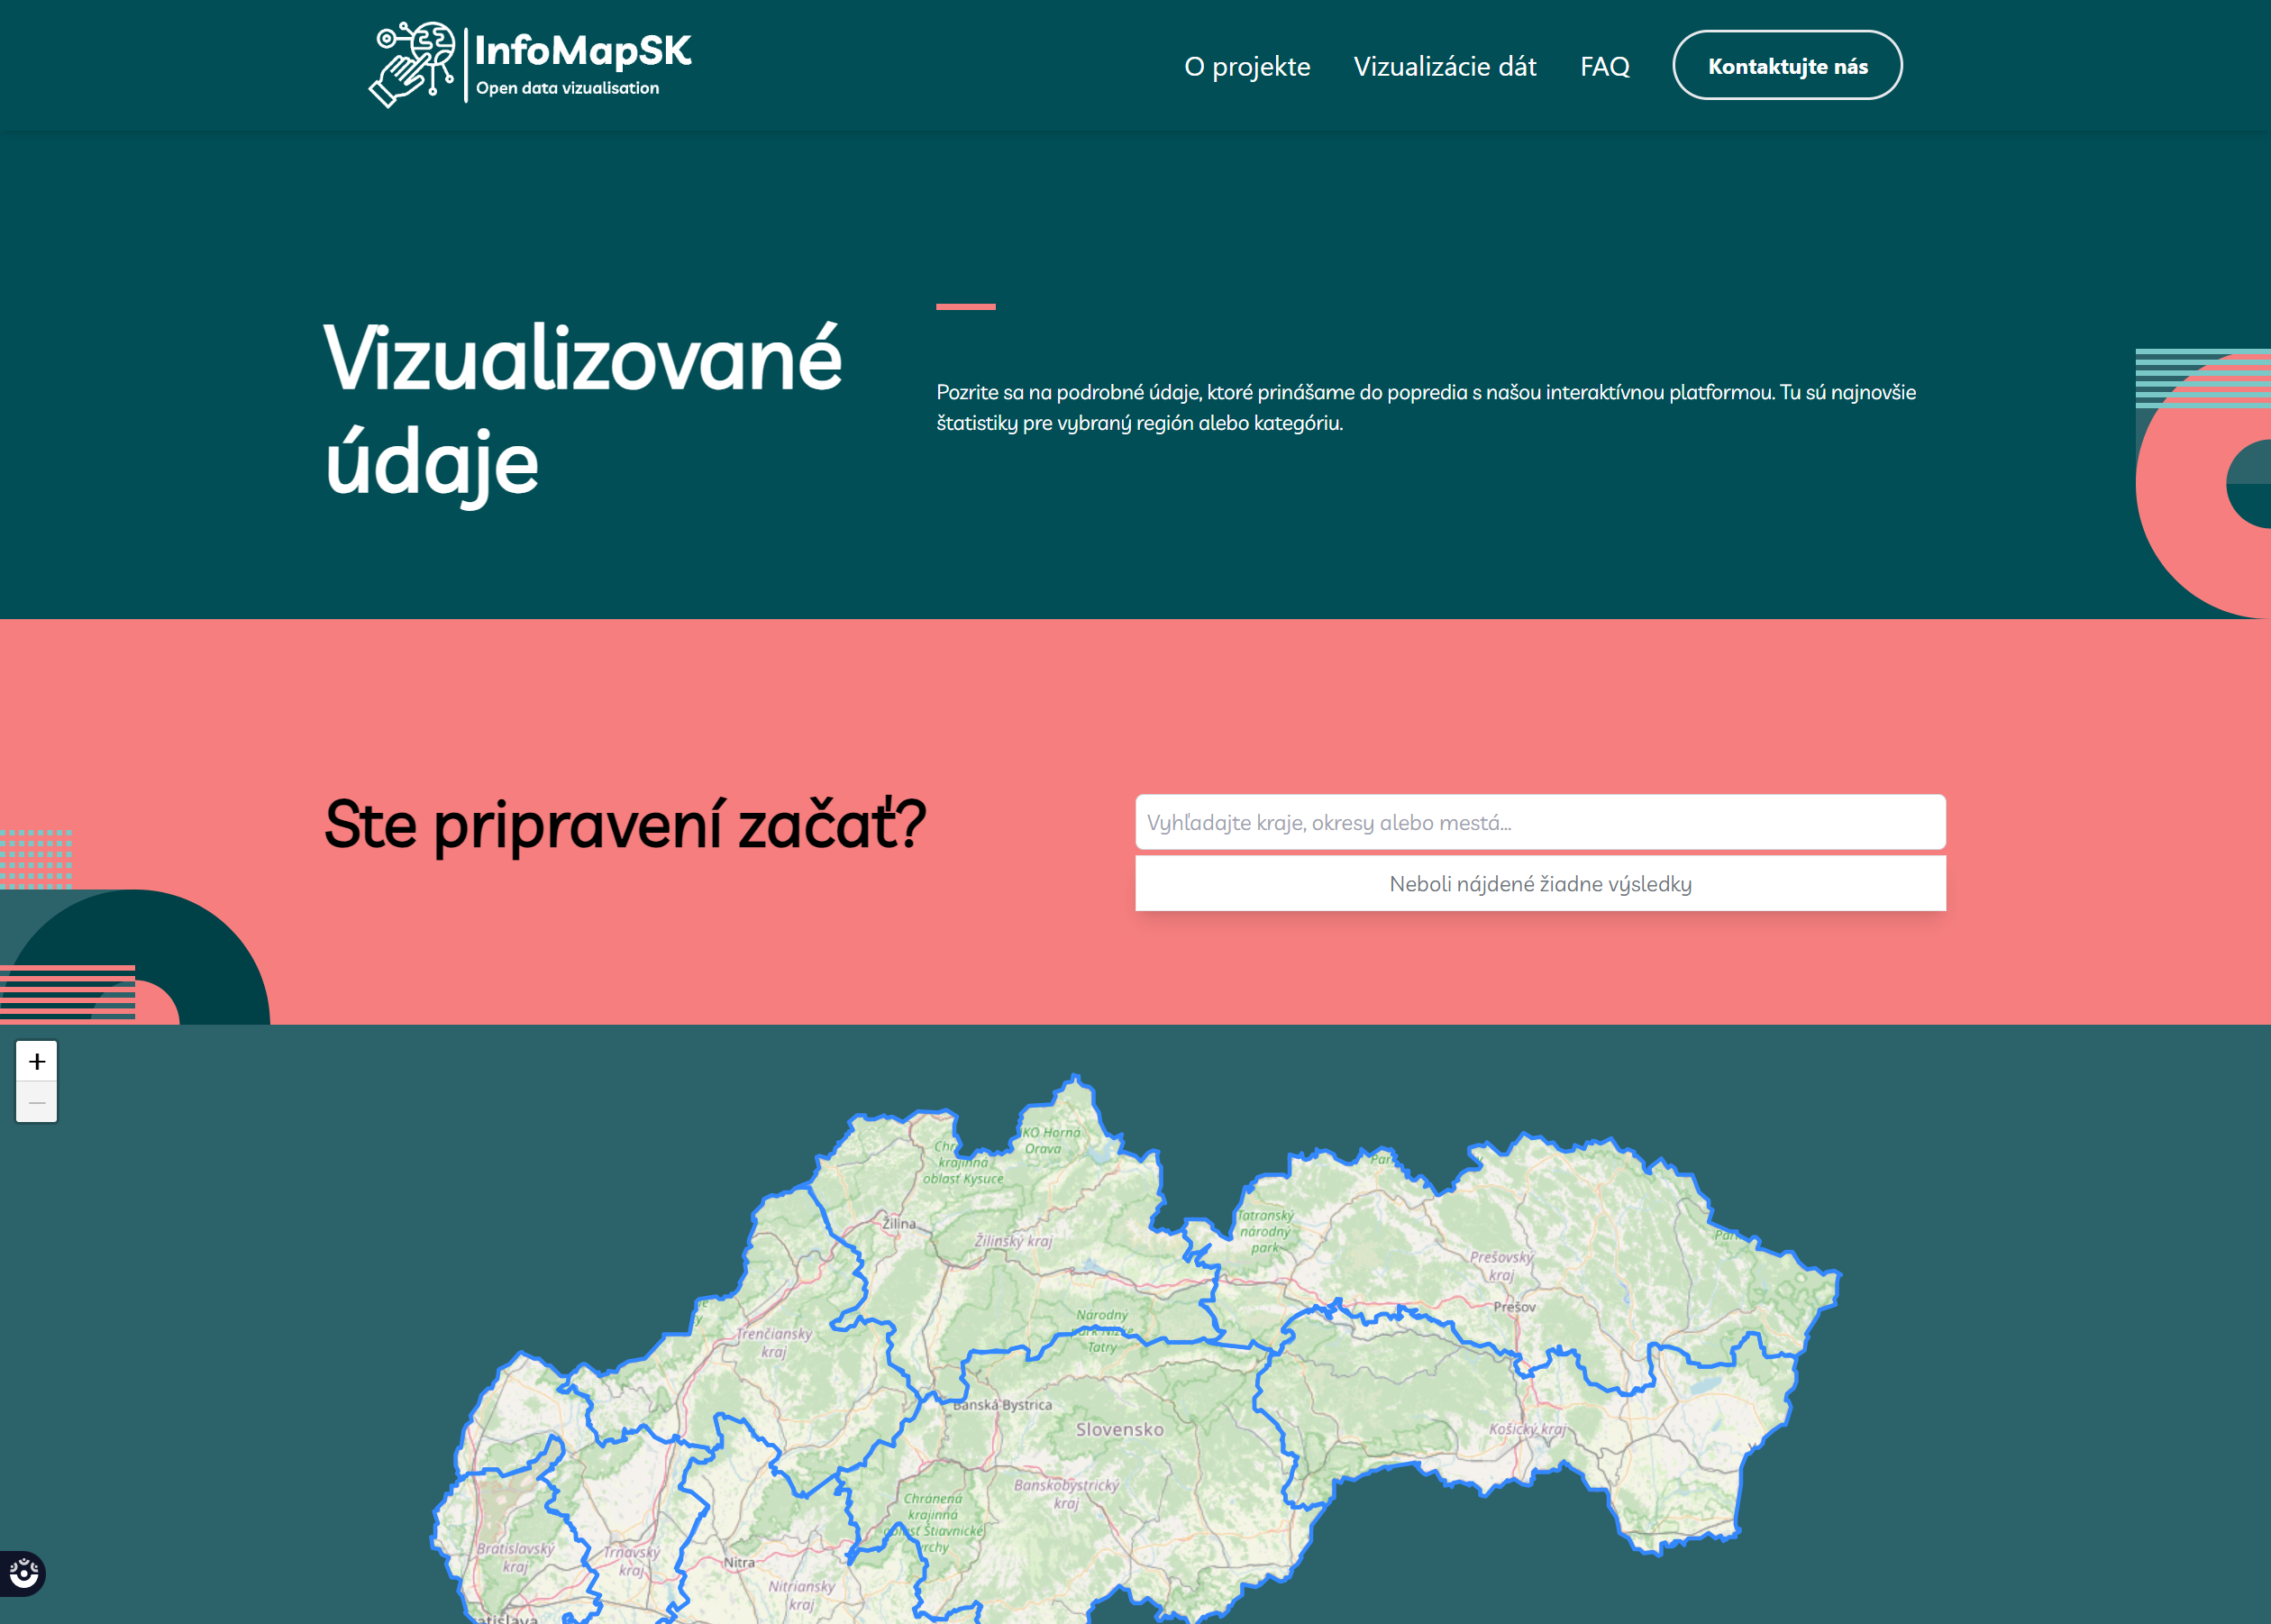 InfoMapSK
Open data vizualisation
O projekte
Vizualizácie dát
FAQ
Kontaktujte nás
Vizualizované
údaje
Pozrite sa na podrobné údaje, ktoré prinášame do popredia s našou interaktívnou platformou. Tu sú najnovšie
štatistiky pre vybraný región alebo kategóriu.
Ste pripravení začať?
Vyhľadajte kraje, okresy alebo mestá...
Neboli nájdené žiadne výsledky
+
−
KO Horná
Orava
krajinná
oblasť Kysuce
Žilina
Žilinský kraj
Tatranský
národný
park
Prešovský
kraj
Prešov
Národný
park Nízke
Tatry
Trenčiansky
kraj
Banská Bystrica
Slovensko
Košický kraj
Banskobystrický
kraj
Chránená
krajinná
oblasť Štiavnické
vrchy
Bratislavský
kraj
Trnavský
kraj
Nitra
Nitriansky
kraj